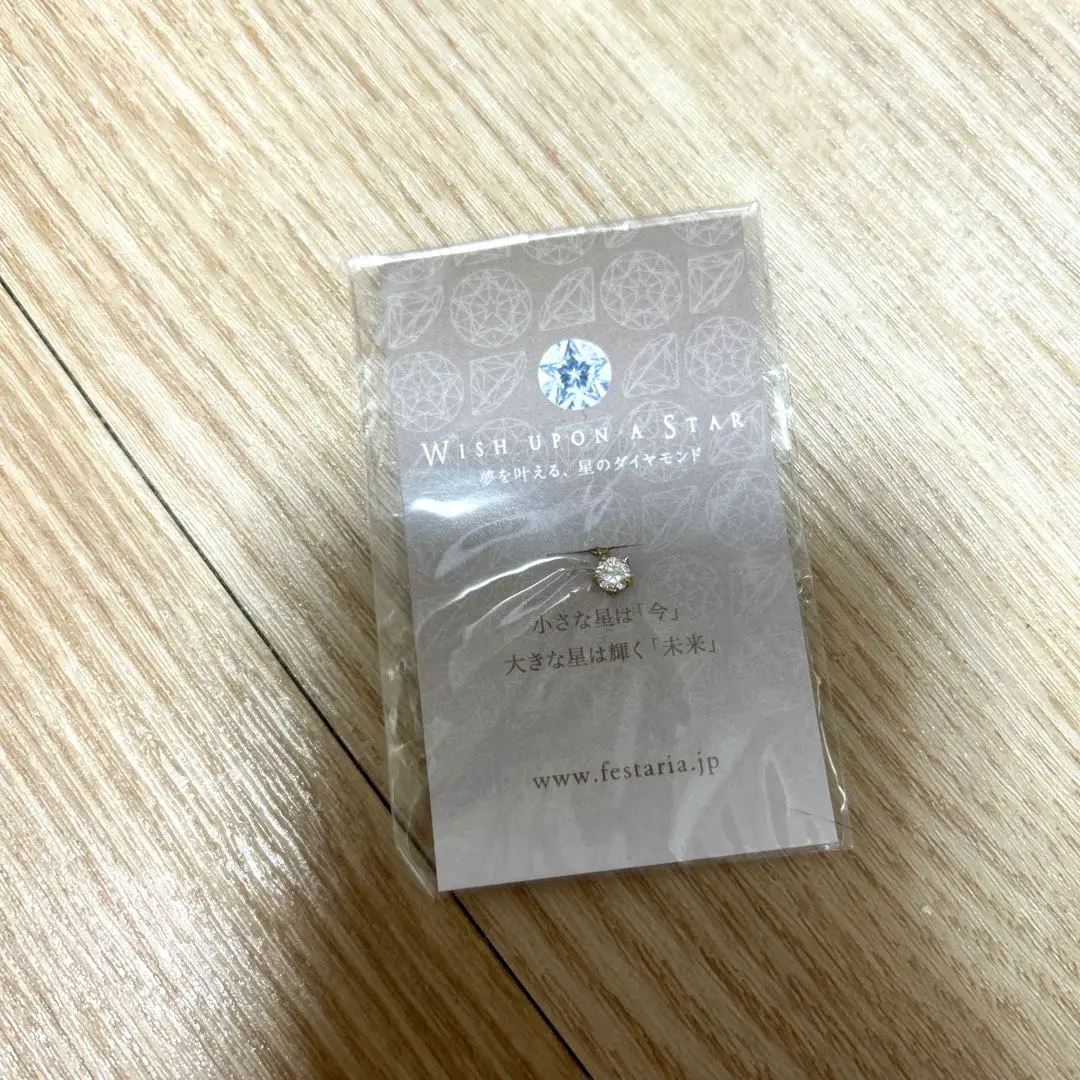 WISH UPON A STAR
夢を叶える、星のダイヤモンド
小さな星は「今」
大きな星は輝く「未来」
www.festaria.jp